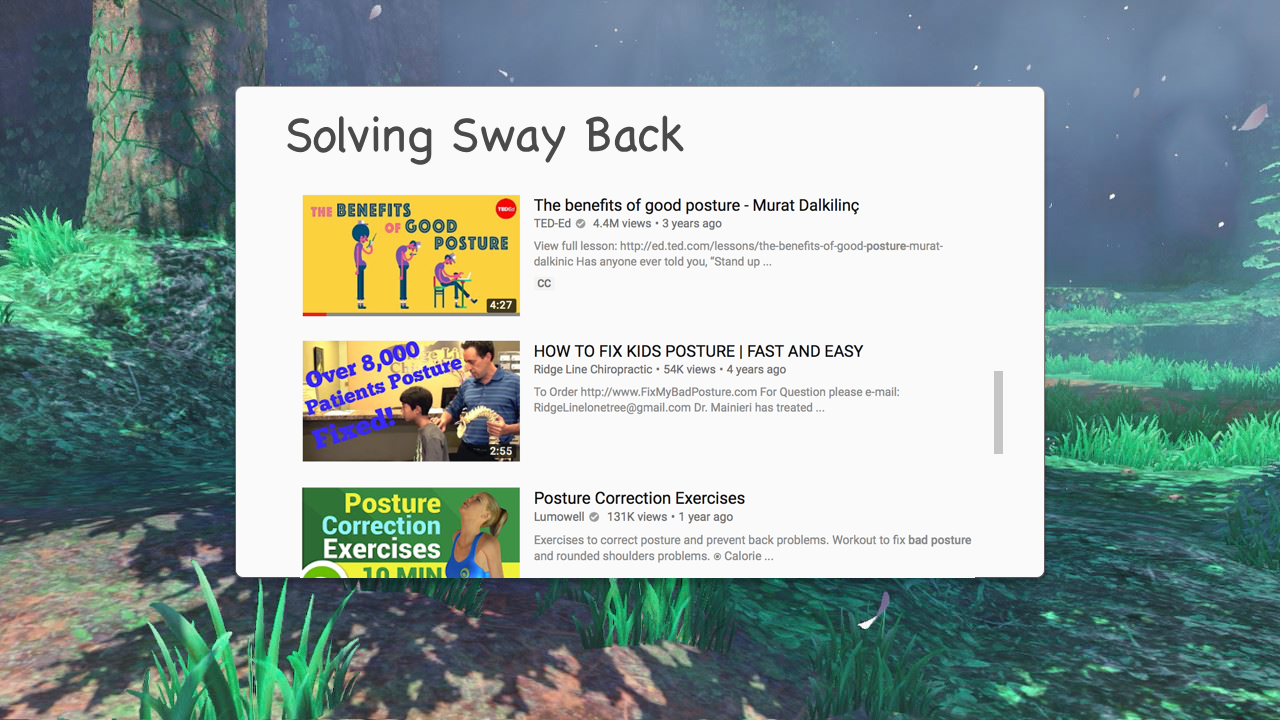 Solving Sway Back
THE BENEFITS
OF GOOD
POSTURE
TED-Ed
4:27
The benefits of good posture - Murat Dalkilinç
TED-Ed 4.4M views • 3 years ago
View full lesson: http://ed.ted.com/lessons/the-benefits-of-good-posture-murat-
dalkinic Has anyone ever told you, “Stand up ...
CC
Over 8,000
Patients Posture
Fixed!
2:55
HOW TO FIX KIDS POSTURE | FAST AND EASY
Ridge Line Chiropractic • 54K views • 4 years ago
To Order http://www.FixMyBadPosture.com For Question please e-mail:
RidgeLinelonetree@gmail.com Dr. Mainieri has treated ...
Posture
Correction
Exercises
10 MIN
Posture Correction Exercises
Lumowell 131K views • 1 year ago
Exercises to correct posture and prevent back problems. Workout to fix bad posture
and rounded shoulders problems. ⍟ Calorie ...